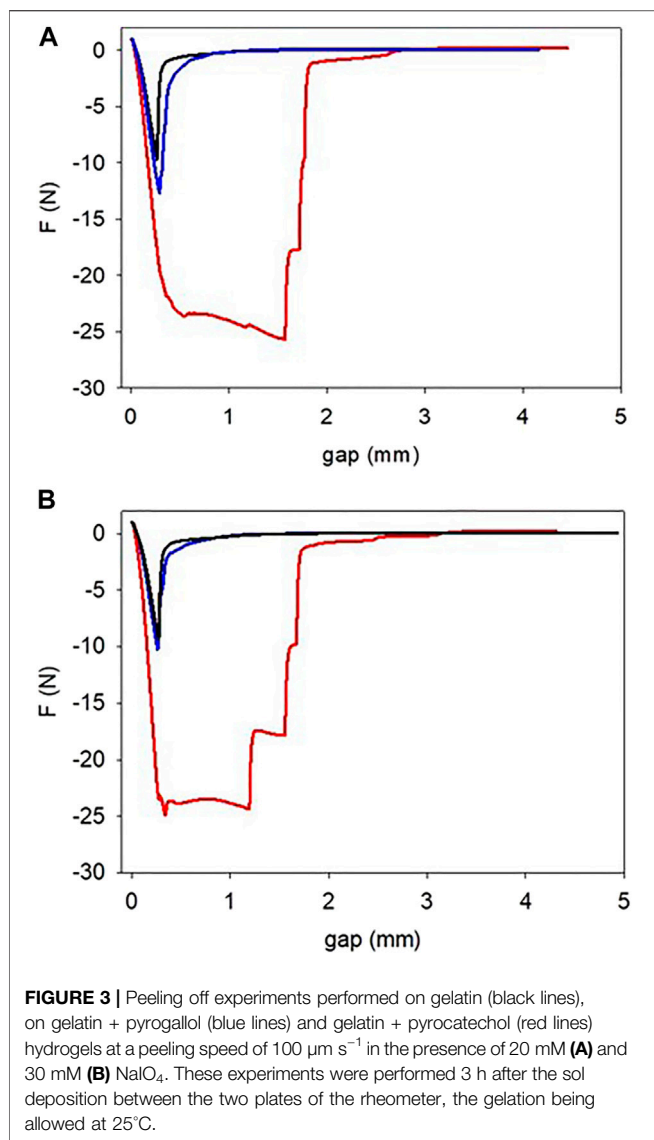 A
0
-5
-10
-15
-20
-25
-30
F (N)
0 1 2 3 4 5
gap (mm)
B
0
-5
-10
-15
-20
-25
-30
F (N)
0 1 2 3 4 5
gap (mm)
FIGURE 3 | Peeling off experiments performed on gelatin (black lines),
on gelatin + pyrogallol (blue lines) and gelatin + pyrocatechol (red lines)
hydrogels at a peeling speed of 100 μm s⁻¹ in the presence of 20 mM (A) and
30 mM (B) NaIO₄. These experiments were performed 3 h after the sol
deposition between the two plates of the rheometer, the gelation being
allowed at 25°C.